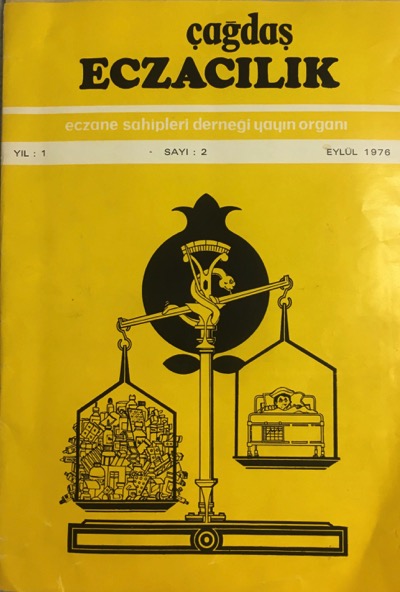 çağdaş
ECZACILIK
eczane sahipleri derneği yayın organı
YIL : 1 - SAYI : 2 EYLÜL 1976